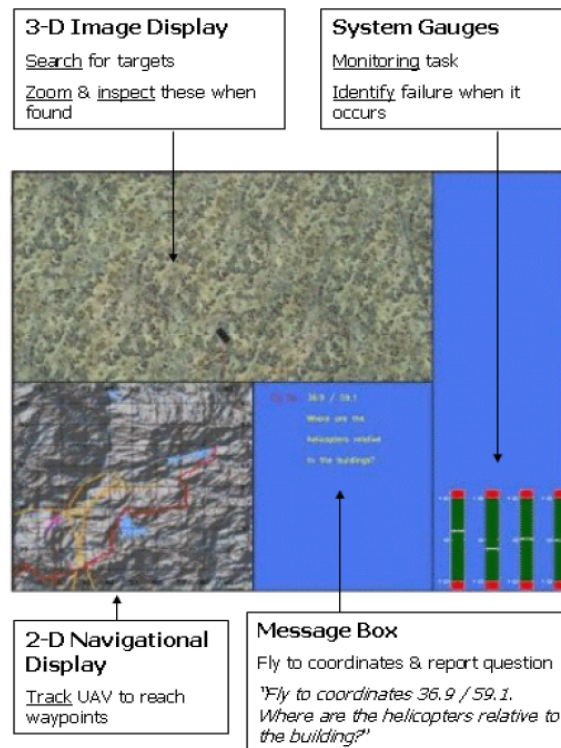 3-D Image Display
Search for targets
Zoom & inspect these when
found
System Gauges
Monitoring task
Identify failure when it
occurs
Fly to: 36.9 / 59.1
Where are the
helicopters relative
to the buildings?
2-D Navigational
Display
Track UAV to reach
waypoints
Message Box
Fly to coordinates & report question
"Fly to coordinates 36.9 / 59.1.
Where are the helicopters relative to
the building?"